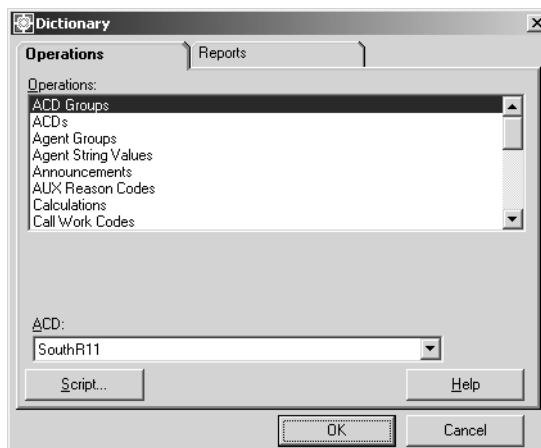 Dictionary
Operations
Reports
Operations:
ACD Groups
ACDs
Agent Groups
Agent String Values
Announcements
AUX Reason Codes
Calculations
Call Work Codes
ACD:
SouthR11
Script...
Help
OK
Cancel